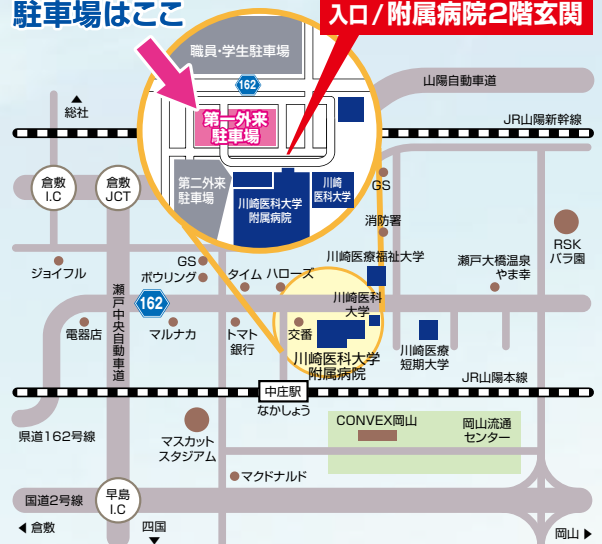 駐車場はここ
入口/附属病院2階玄関
職員・学生駐車場
162
第一外来
駐車場
第二外来
駐車場
川崎医科大学
附属病院
川崎
医科大学
山陽自動車道
総社
JR山陽新幹線
倉敷
I.C
倉敷
JCT
GS
消防署
RSK
バラ園
川崎医療福祉大学
瀬戸大橋温泉
やま幸
ジョイフル
GS
ボウリング
タイム
ハローズ
瀬戸中央自動車道
162
川崎医科
大学
電器店
マルナカ
トマト
銀行
交番
川崎医科大学
附属病院
川崎医療
短期大学
JR山陽本線
中庄駅
なかしょう
県道162号線
マスカット
スタジアム
CONVEX岡山
岡山流通
センター
マクドナルド
国道2号線
早島
I.C
倉敷
四国
岡山